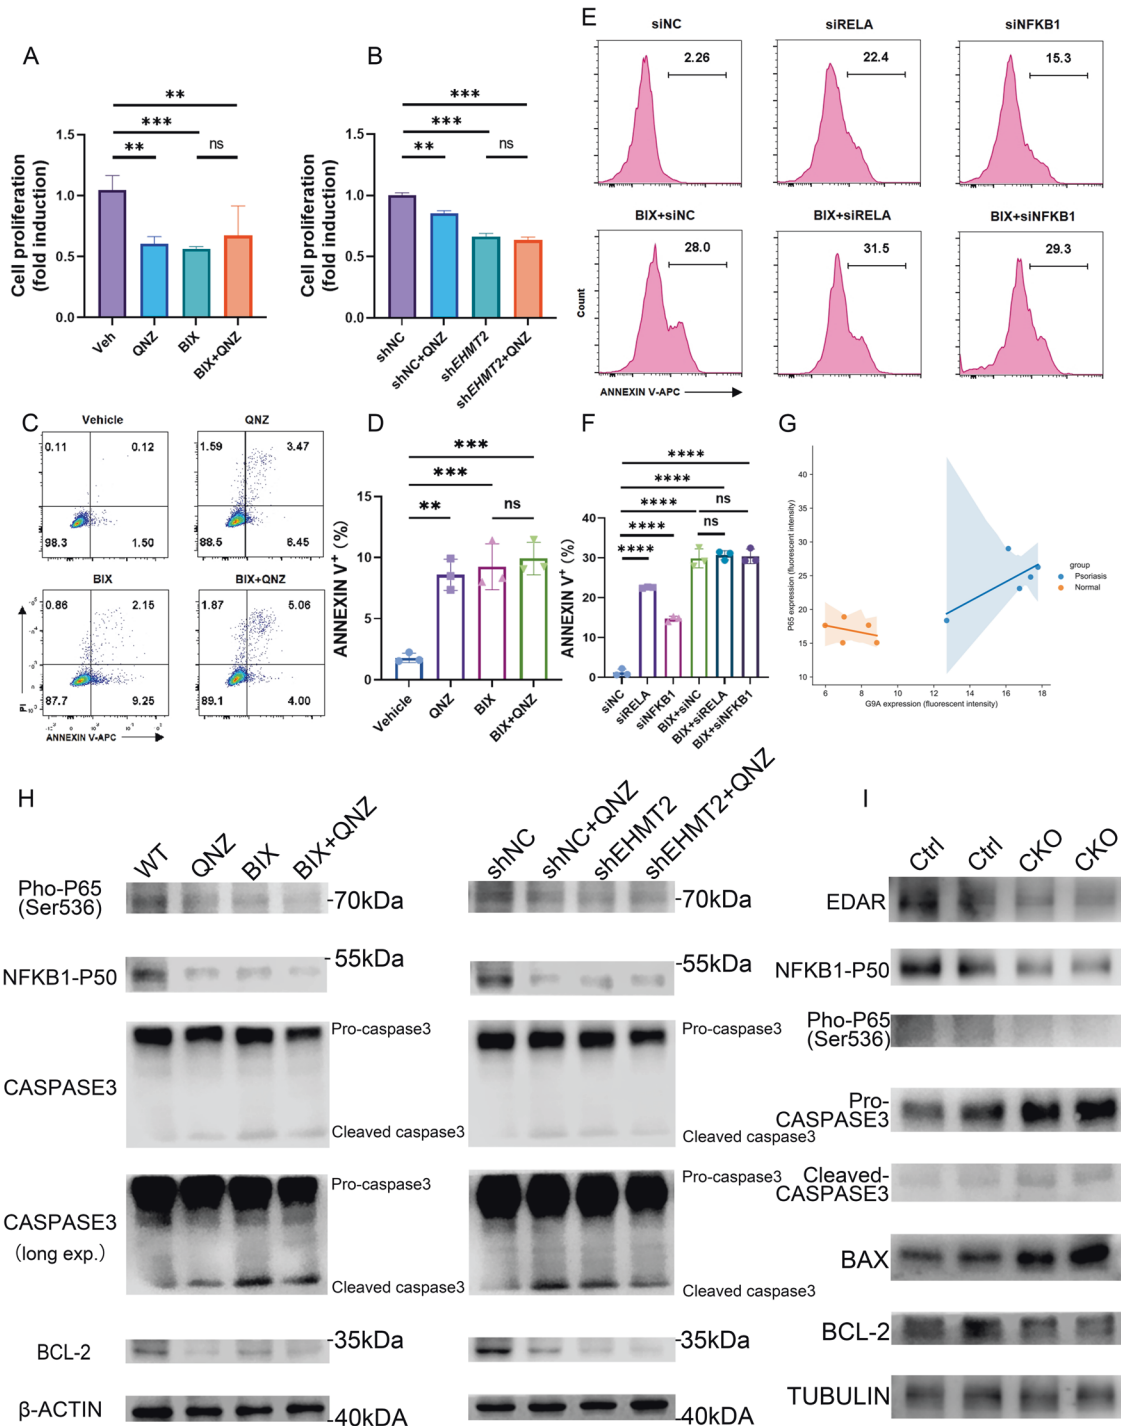 A
**
***
**
ns
1.5
1.0
0.5
0.0
Cell proliferation
(fold induction)
Veh
QNZ
BIX
BIX+QNZ
B
***
***
**
ns
1.5
1.0
0.5
0.0
Cell proliferation
(fold induction)
shNC
shNC+QNZ
shEHMT2
shEHMT2+QNZ
E
siNC
siRELA
siNFKB1
2.26
22.4
15.3
BIX+siNC
BIX+siRELA
BIX+siNFKB1
28.0
31.5
29.3
Count
ANNEXIN V-APC
C
Vehicle
QNZ
0.11
0.12
1.59
3.47
98.3
1.50
88.5
6.45
BIX
BIX+QNZ
0.86
2.15
1.87
5.06
87.7
9.25
89.1
4.00
PI
ANNEXIN V-APC
D
***
***
**
ns
15
10
5
0
ANNEXIN V+ (%)
Vehicle
QNZ
BIX
BIX+QNZ
F
****
****
****
ns
****
ns
****
40
30
20
10
0
ANNEXIN V+ (%)
siNC
siRELA
siNFKB1
BIX+siNC
BIX+siRELA
BIX+siNFKB1
G
40
35
30
25
20
15
10
P65 expression (fluorescent intensity)
6
8
10
12
14
16
18
G9A expression (fluorescent intensity)
group
Psoriasis
Normal
H
WT
QNZ
BIX
BIX+QNZ
shNC
shNC+QNZ
shEHMT2
shEHMT2+QNZ
Pho-P65
(Ser536)
-70kDa
-70kDa
NFKB1-P50
-55kDa
-55kDa
CASPASE3
Pro-caspase3
Cleaved caspase3
Pro-caspase3
Cleaved caspase3
CASPASE3
(long exp.)
Pro-caspase3
Cleaved caspase3
Pro-caspase3
Cleaved caspase3
BCL-2
-35kDa
-35kDa
β-ACTIN
-40kDA
-40kDa
I
Ctrl
Ctrl
CKO
CKO
EDAR
NFKB1-P50
Pho-P65
(Ser536)
Pro-
CASPASE3
Cleaved-
CASPASE3
BAX
BCL-2
TUBULIN